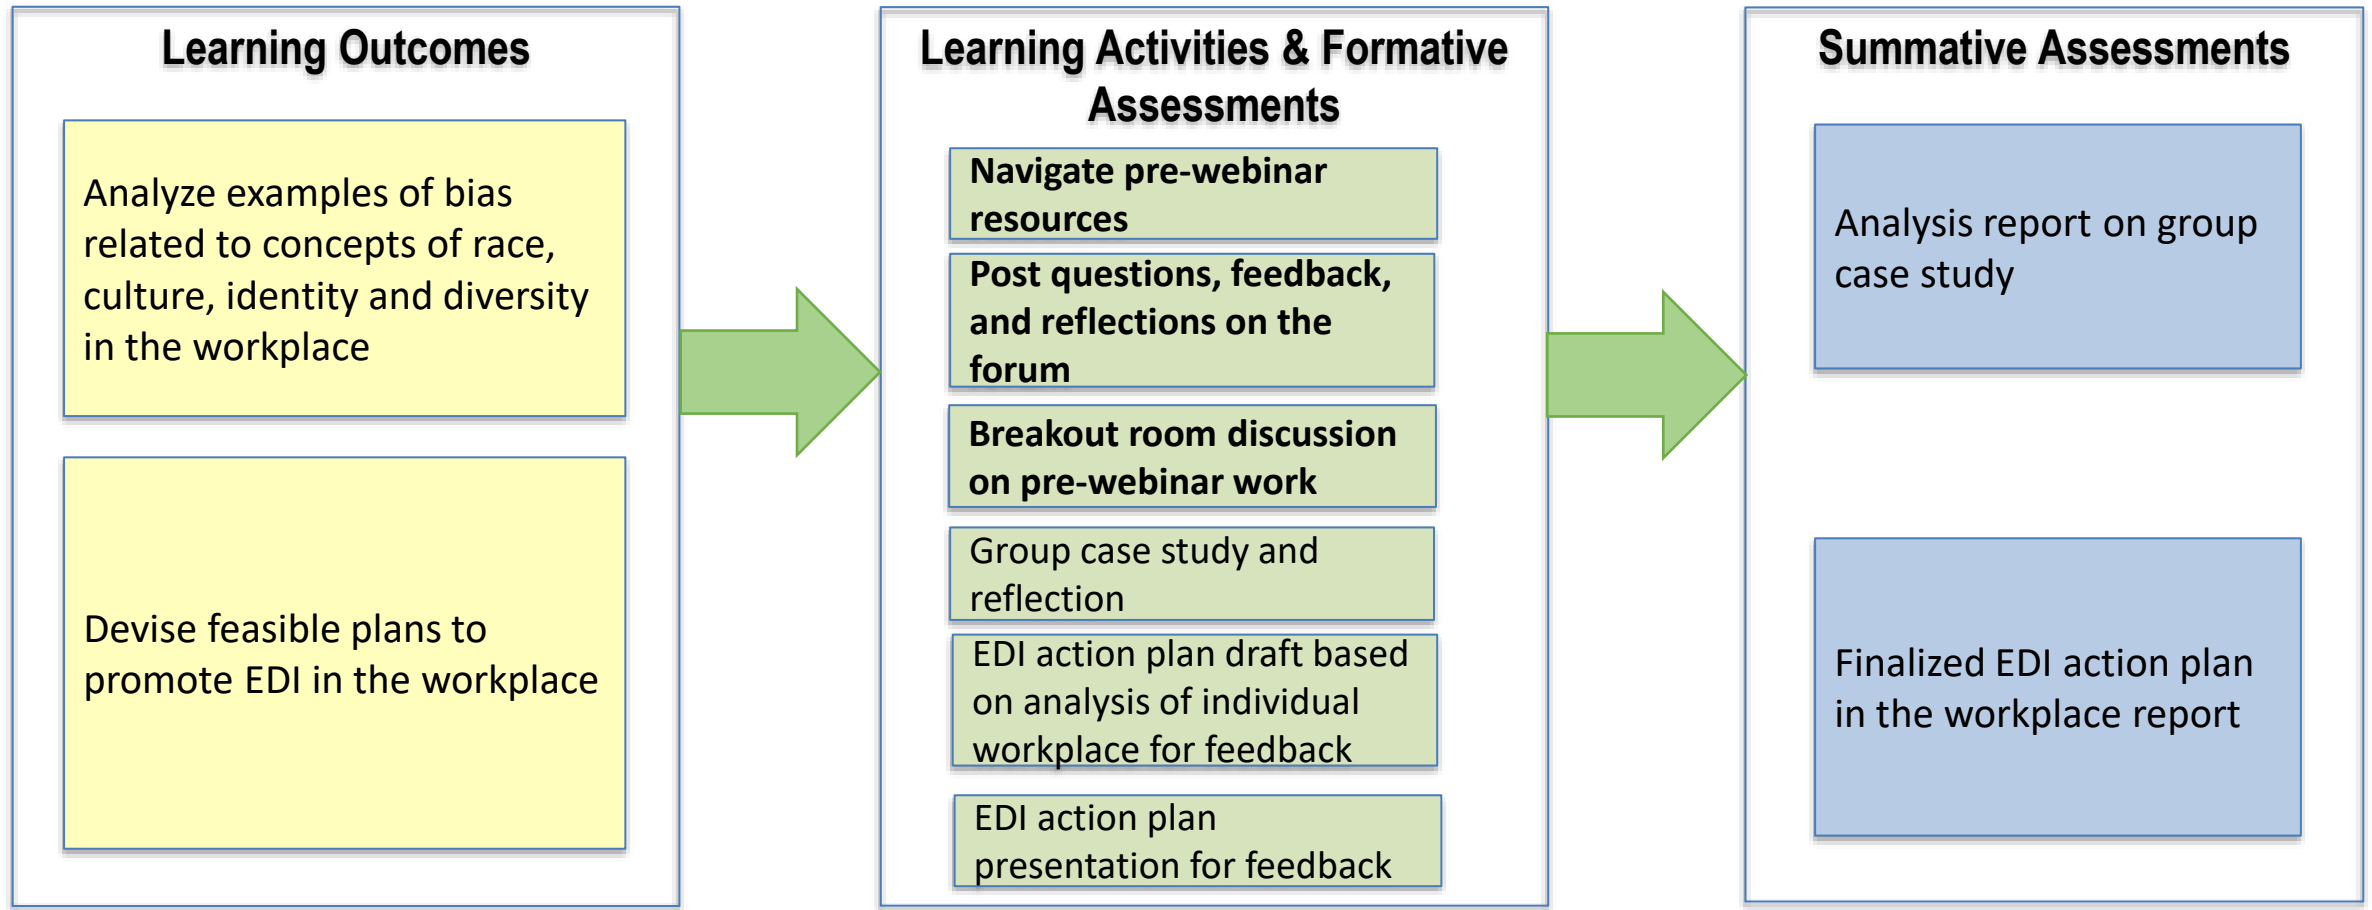 Learning Outcomes
Analyze examples of bias
related to concepts of race,
culture, identity and diversity
in the workplace
Devise feasible plans to
promote EDI in the workplace
Learning Activities & Formative
Assessments
Navigate pre-webinar
resources
Post questions, feedback,
and reflections on the
forum
Breakout room discussion
on pre-webinar work
Group case study and
reflection
EDI action plan draft based
on analysis of individual
workplace for feedback
EDI action plan
presentation for feedback
Summative Assessments
Analysis report on group
case study
Finalized EDI action plan
in the workplace report